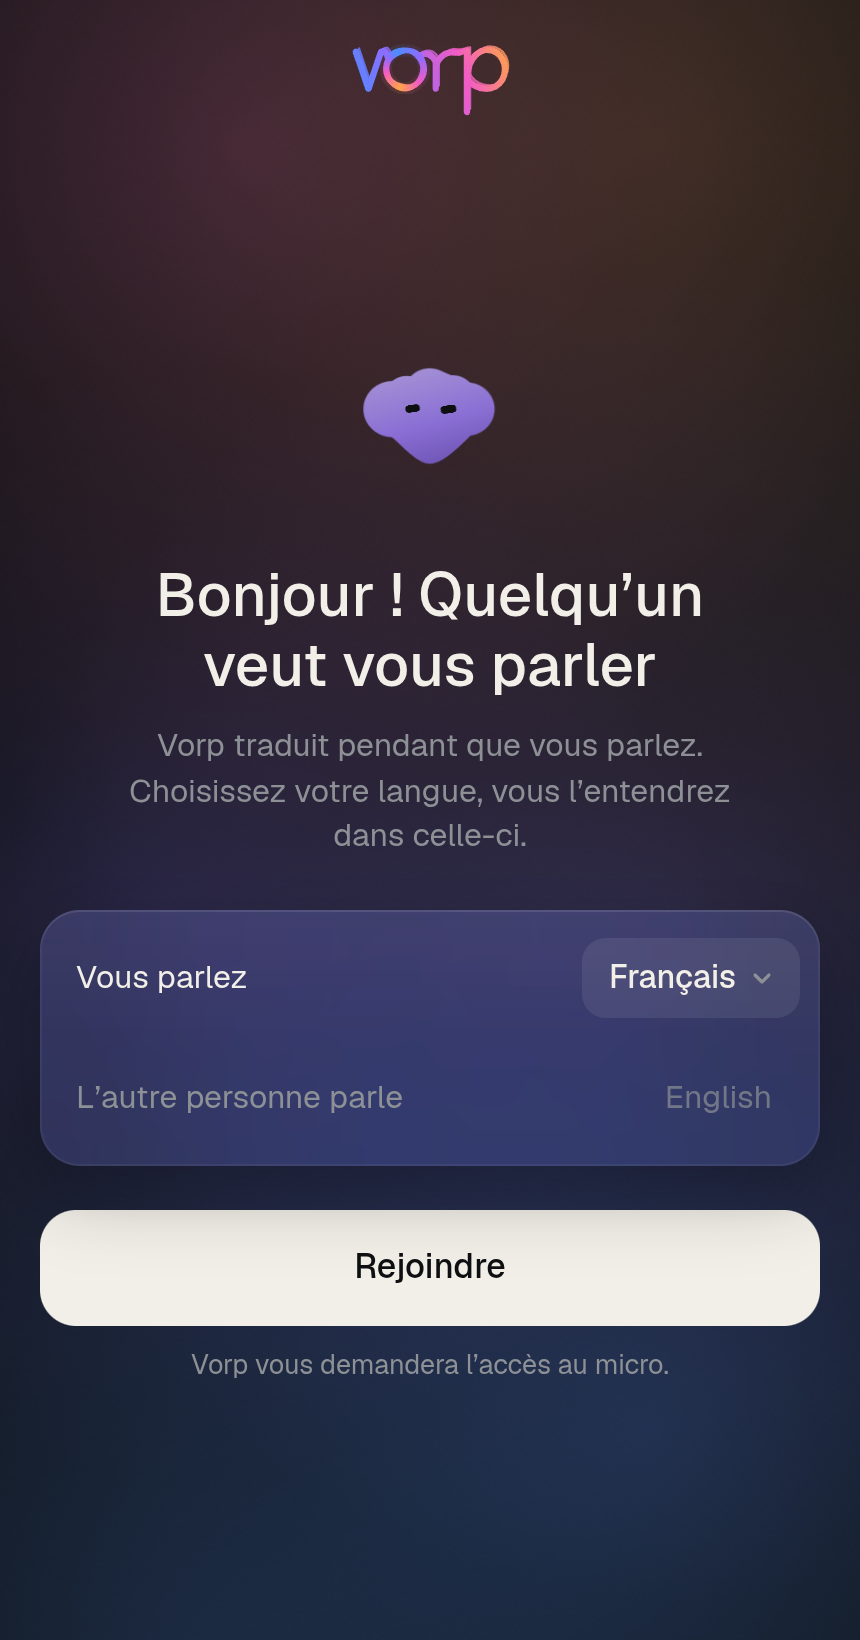 vorp
Bonjour ! Quelqu’un
veut vous parler
Vorp traduit pendant que vous parlez.
Choisissez votre langue, vous l’entendrez
dans celle-ci.
Vous parlez
Français
L’autre personne parle
English
Rejoindre
Vorp vous demandera l’accès au micro.